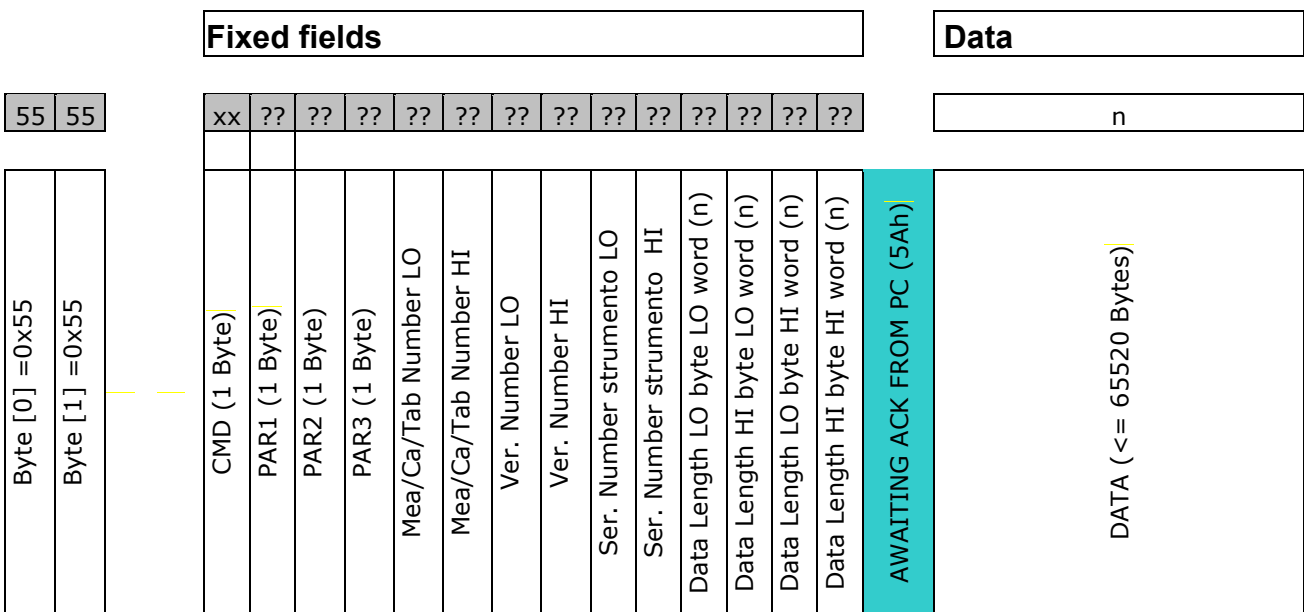 Fixed fields
Data
55 55 xx ?? ?? ?? ?? ?? ?? ?? ?? ?? ?? ?? ?? ?? n
Byte [0] =0x55
Byte [1] =0x55
CMD (1 Byte)
PAR1 (1 Byte)
PAR2 (1 Byte)
PAR3 (1 Byte)
Mea/Ca/Tab Number LO
Mea/Ca/Tab Number HI
Ver. Number LO
Ver. Number HI
Ser. Number strumento LO
Ser. Number strumento HI
Data Length LO byte LO word (n)
Data Length HI byte LO word (n)
Data Length LO byte HI word (n)
Data Length HI byte HI word (n)
AWAITING ACK FROM PC (5Ah)
DATA (<= 65520 Bytes)